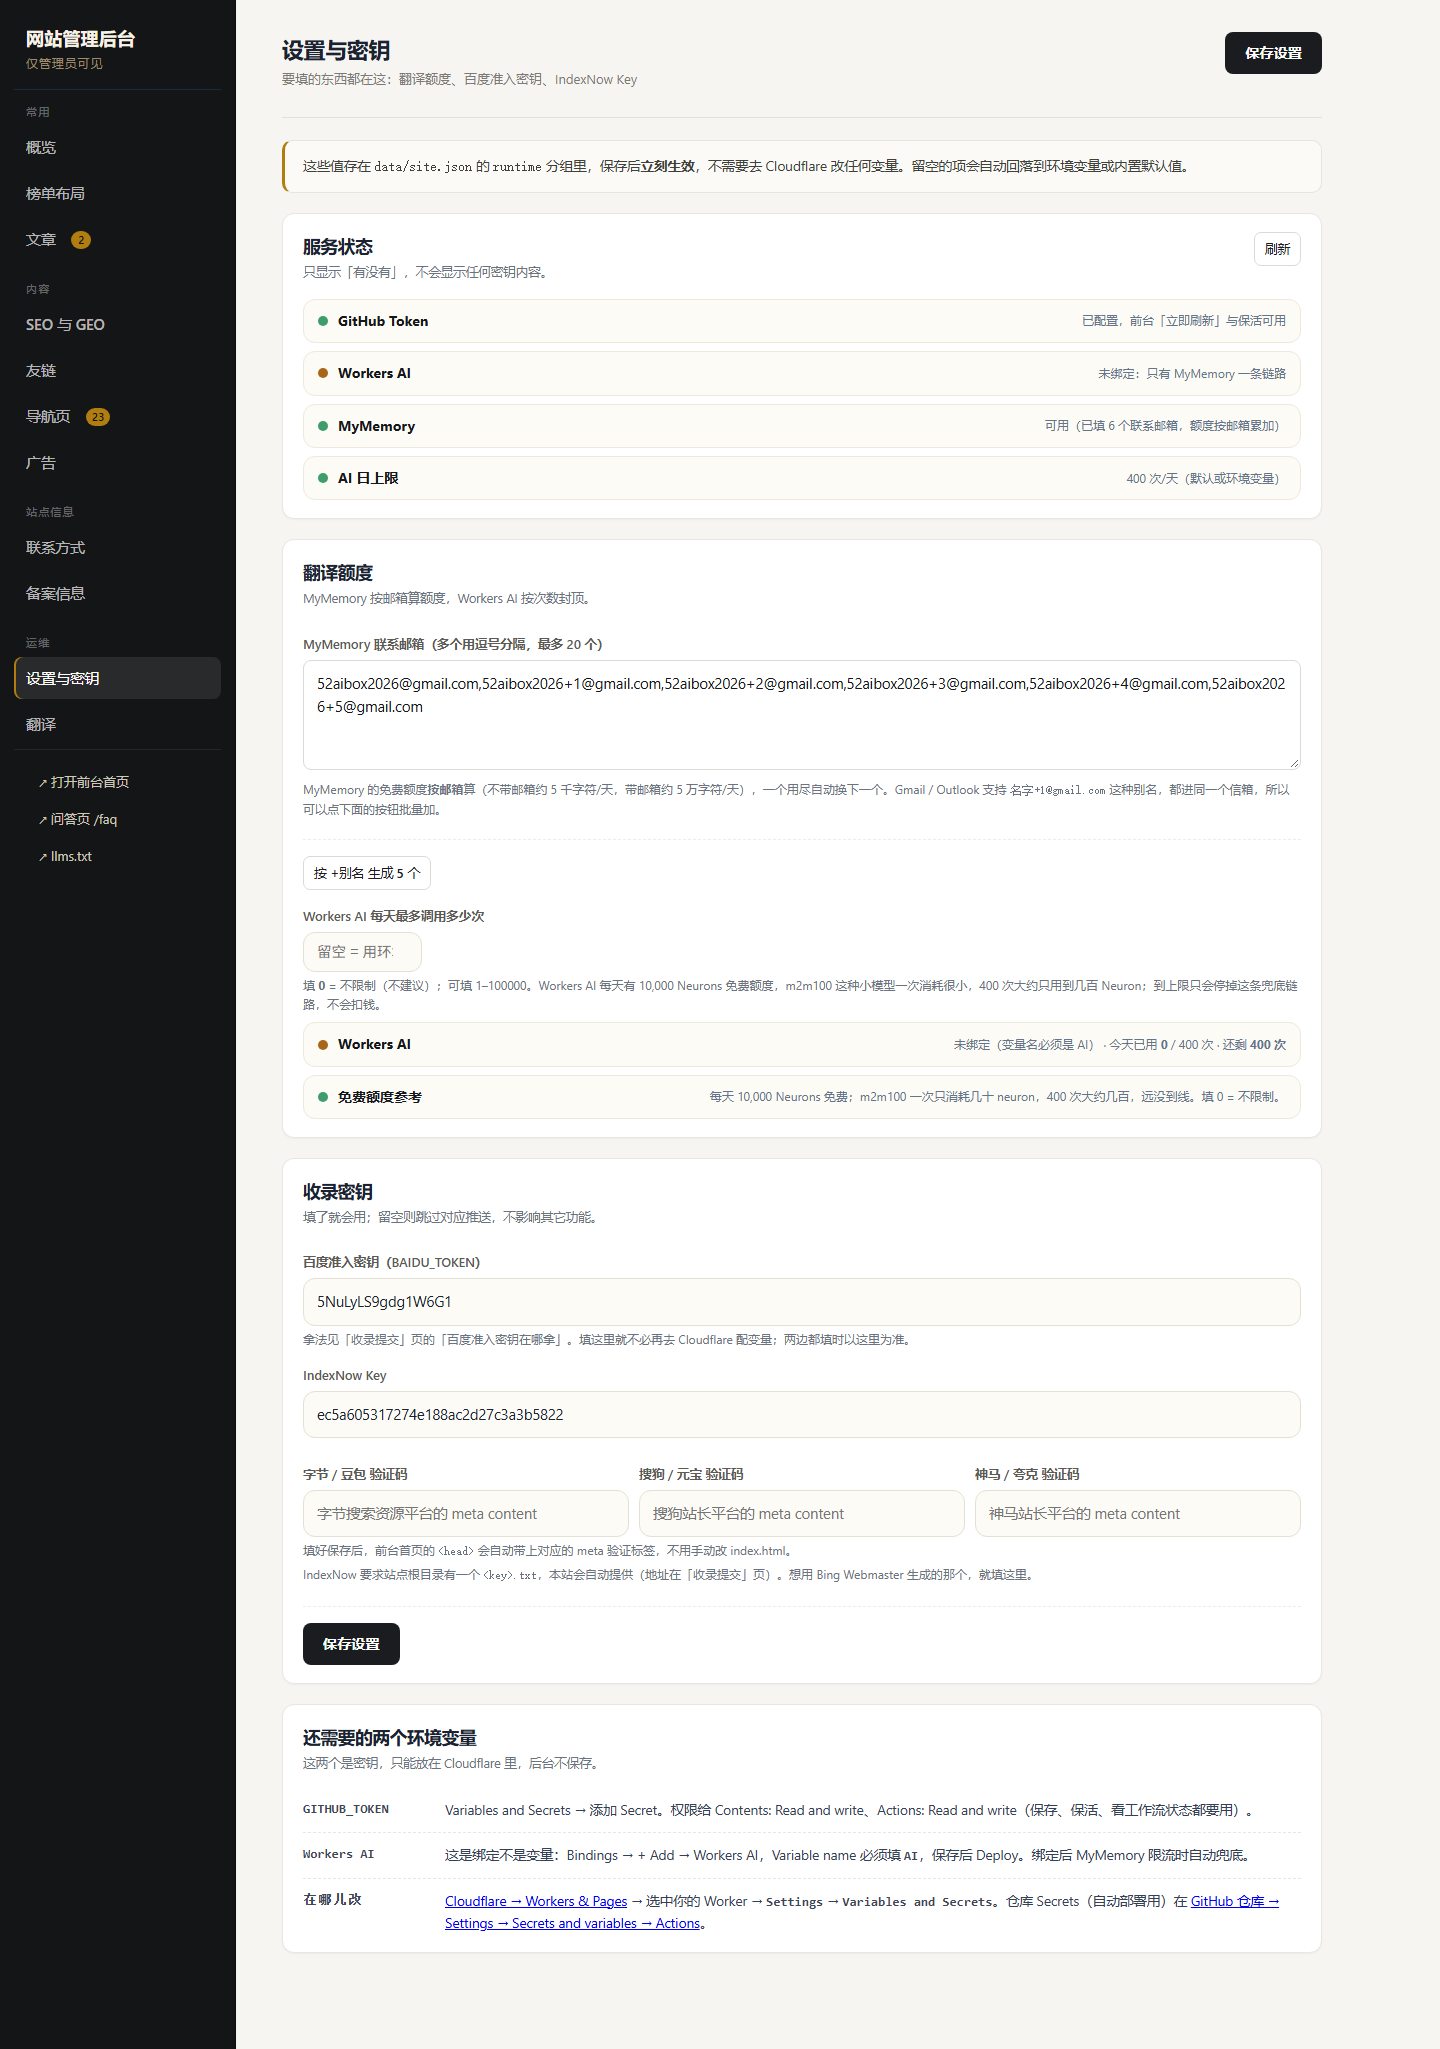 网站管理后台
仅管理员可见
常用
概览
榜单布局
文章 2
内容
SEO 与 GEO
友链
导航页 23
广告
站点信息
联系方式
备案信息
运维
设置与密钥
翻译
↗ 打开前台首页
↗ 问答页 /faq
↗ llms.txt
设置与密钥
要填的东西都在这：翻译额度、百度准入密钥、IndexNow Key
保存设置
这些值存在 data/site.json 的 runtime 分组里，保存后立刻生效，不需要去 Cloudflare 改任何变量。留空的项会自动回落到环境变量或内置默认值。
服务状态
只显示「有没有」，不会显示任何密钥内容。
刷新
GitHub Token 已配置，前台「立即刷新」与保活可用
Workers AI 未绑定：只有 MyMemory 一条链路
MyMemory 可用（已填 6 个联系邮箱，额度按邮箱累加）
AI 日上限 400 次/天（默认或环境变量）
翻译额度
MyMemory 按邮箱算额度，Workers AI 按次数封顶。
MyMemory 联系邮箱（多个用逗号分隔，最多 20 个）
52aibox2026@gmail.com,52aibox2026+1@gmail.com,52aibox2026+2@gmail.com,52aibox2026+3@gmail.com,52aibox2026+4@gmail.com,52aibox202
6+5@gmail.com
MyMemory 的免费额度按邮箱算（不带邮箱约 5 千字符/天，带邮箱约 5 万字符/天），一个用尽自动换下一个。Gmail / Outlook 支持 名字+1@gmail.com 这种别名，都进同一个信箱，所以
可以点下面的按钮批量加。
按 +别名 生成 5 个
Workers AI 每天最多调用多少次
留空 = 用环
填 0 = 不限制（不建议）；可填 1–100000。Workers AI 每天有 10,000 Neurons 免费额度，m2m100 这种小模型一次消耗很小，400 次大约只用到几百 Neuron；到上限只会停掉这条兜底链
路，不会扣钱。
Workers AI 未绑定（变量名必须是 AI）· 今天已用 0 / 400 次 · 还剩 400 次
免费额度参考 每天 10,000 Neurons 免费；m2m100 一次只消耗几十 neuron，400 次大约几百，远没到线。填 0 = 不限制。
收录密钥
填了就会用；留空则跳过对应推送，不影响其它功能。
百度准入密钥（BAIDU_TOKEN）
5NuLyLS9gdg1W6G1
拿法见「收录提交」页的「百度准入密钥在哪拿」。填这里就不必再去 Cloudflare 配变量；两边都填时以这里为准。
IndexNow Key
ec5a605317274e188ac2d27c3a3b5822
字节 / 豆包 验证码 搜狗 / 元宝 验证码 神马 / 夸克 验证码
字节搜索资源平台的 meta content 搜狗站长平台的 meta content 神马站长平台的 meta content
填好保存后，前台首页的 <head> 会自动带上对应的 meta 验证标签，不用手动改 index.html。
IndexNow 要求站点根目录有一个 <key>.txt，本站会自动提供（地址在「收录提交」页）。想用 Bing Webmaster 生成的那个，就填这里。
保存设置
还需要的两个环境变量
这两个是密钥，只能放在 Cloudflare 里，后台不保存。
GITHUB_TOKEN Variables and Secrets → 添加 Secret。权限给 Contents: Read and write、Actions: Read and write（保存、保活、看工作流状态都要用）。
Workers AI 这是绑定不是变量：Bindings → + Add → Workers AI，Variable name 必须填 AI，保存后 Deploy。绑定后 MyMemory 限流时自动兜底。
在哪儿改 Cloudflare → Workers & Pages → 选中你的 Worker → Settings → Variables and Secrets。仓库 Secrets（自动部署用）在 GitHub 仓库 →
Settings → Secrets and variables → Actions。